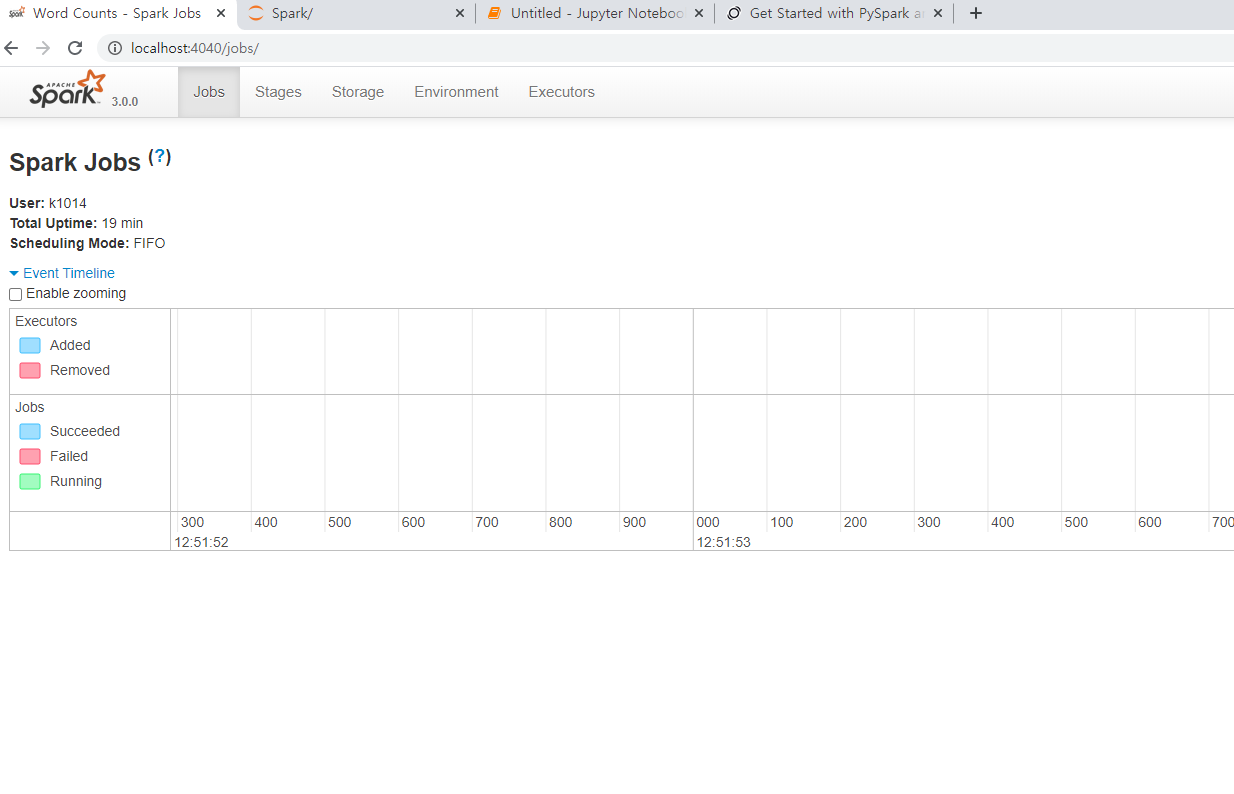 Word Counts - Spark Jobs
Spark/
Untitled - Jupyter Noteboo
Get Started with PySpark a
localhost:4040/jobs/
APACHE Spark 3.0.0 Jobs Stages Storage Environment Executors
Spark Jobs (?)
User: k1014
Total Uptime: 19 min
Scheduling Mode: FIFO
Event Timeline
Enable zooming
Executors
Added
Removed
Jobs
Succeeded
Failed
Running
300 400 500 600 700 800 900 000 100 200 300 400 500 600 700
12:51:52 12:51:53